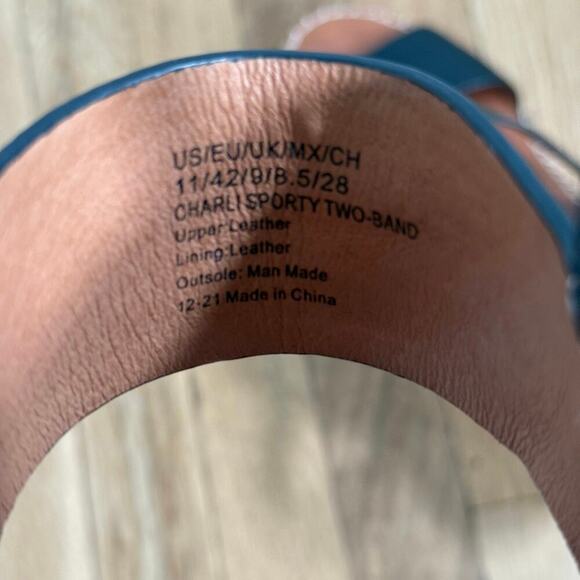 US/EU/UK/MX/CH
11/42/9/8.5/28
CHARLI SPORTY TWO-BAND
Upper: Leather
Lining: Leather
Outsole: Man Made
12-21 Made in China